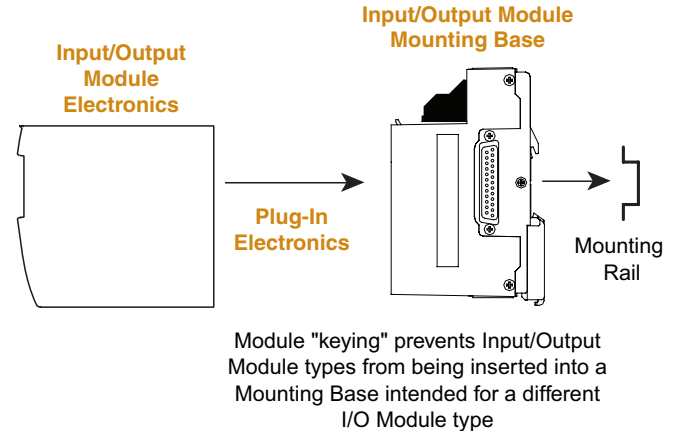 Input/Output Module
Mounting Base
Input/Output
Module
Electronics
Plug-In
Electronics
Mounting
Rail
Module "keying" prevents Input/Output
Module types from being inserted into a
Mounting Base intended for a different
I/O Module type